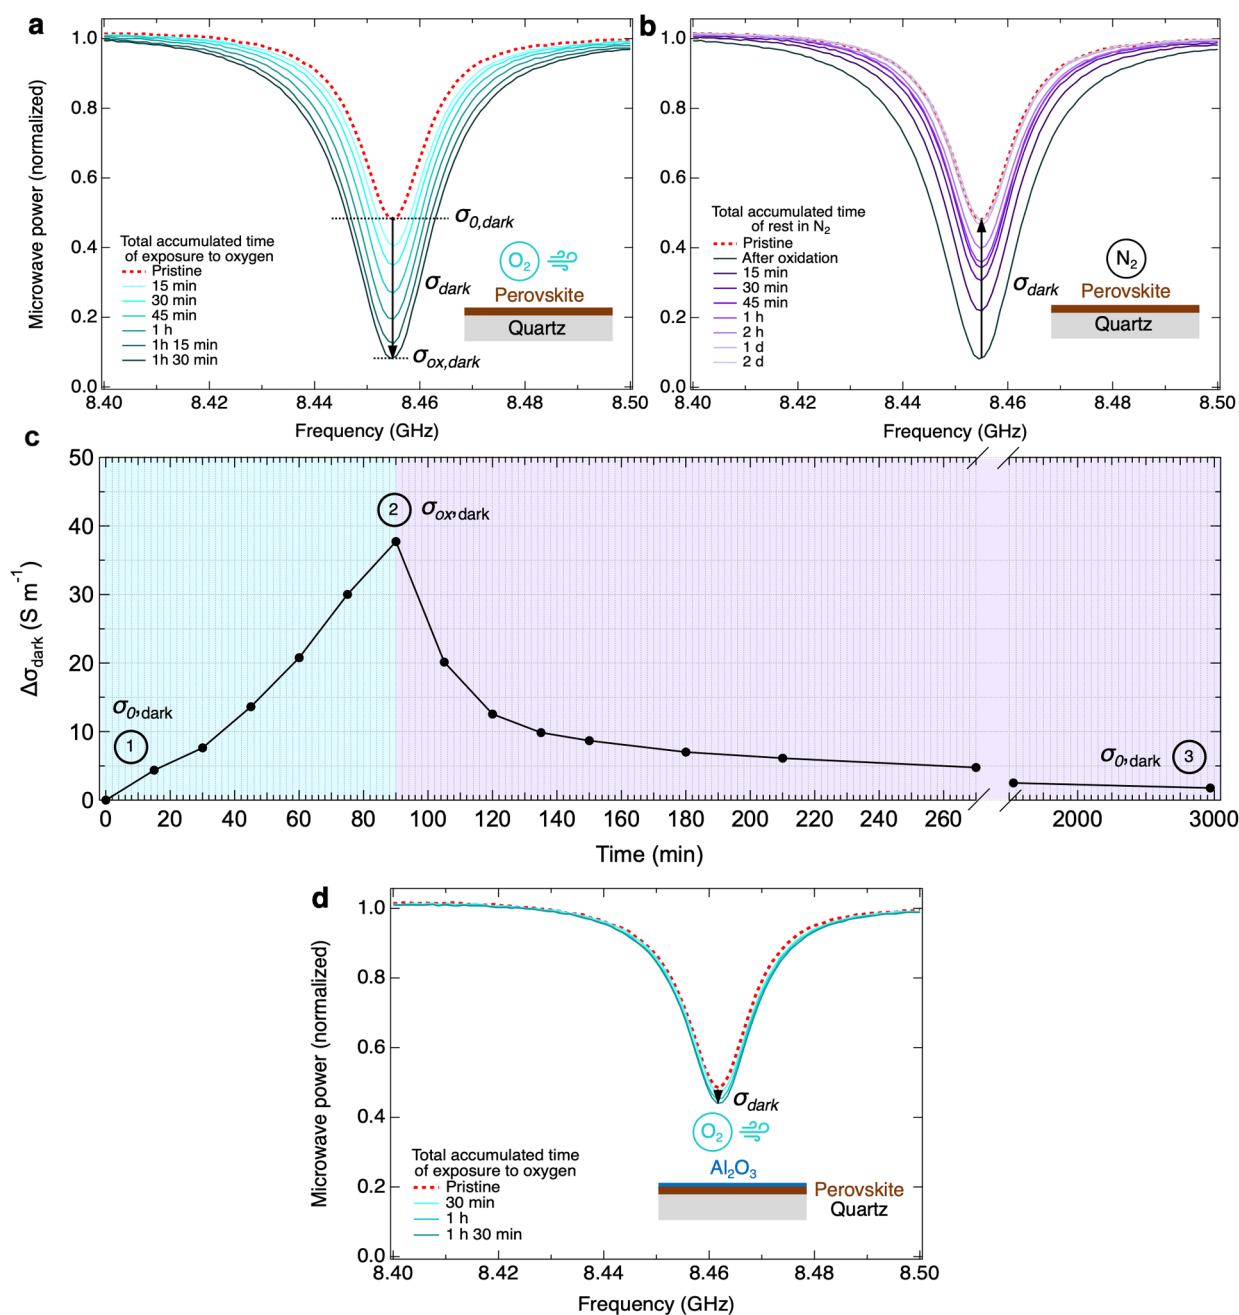 a
Microwave power (normalized)
1.0
0.8
0.6
0.4
0.2
0.0
σ0,dark
σdark
σox,dark
Total accumulated time
of exposure to oxygen
Pristine
15 min
30 min
45 min
1 h
1h 15 min
1h 30 min
O2
Perovskite
Quartz
8.40 8.42 8.44 8.46 8.48 8.50
Frequency (GHz)
b
1.0
0.8
0.6
0.4
0.2
0.0
Total accumulated time
of rest in N2
Pristine
After oxidation
15 min
30 min
45 min
1 h
2 h
1 d
2 d
σdark
N2
Perovskite
Quartz
8.40 8.42 8.44 8.46 8.48 8.50
Frequency (GHz)
c
Δσdark (S m-1)
50
40
30
20
10
0
σ0,dark
1
2
σox,dark
σ0,dark
3
0 20 40 60 80 100 120 140 160 180 200 220 240 260 2000 3000
Time (min)
d
Microwave power (normalized)
1.0
0.8
0.6
0.4
0.2
0.0
σdark
O2
Total accumulated time
of exposure to oxygen
Pristine
30 min
1 h
1 h 30 min
Al2O3
Perovskite
Quartz
8.40 8.42 8.44 8.46 8.48 8.50
Frequency (GHz)